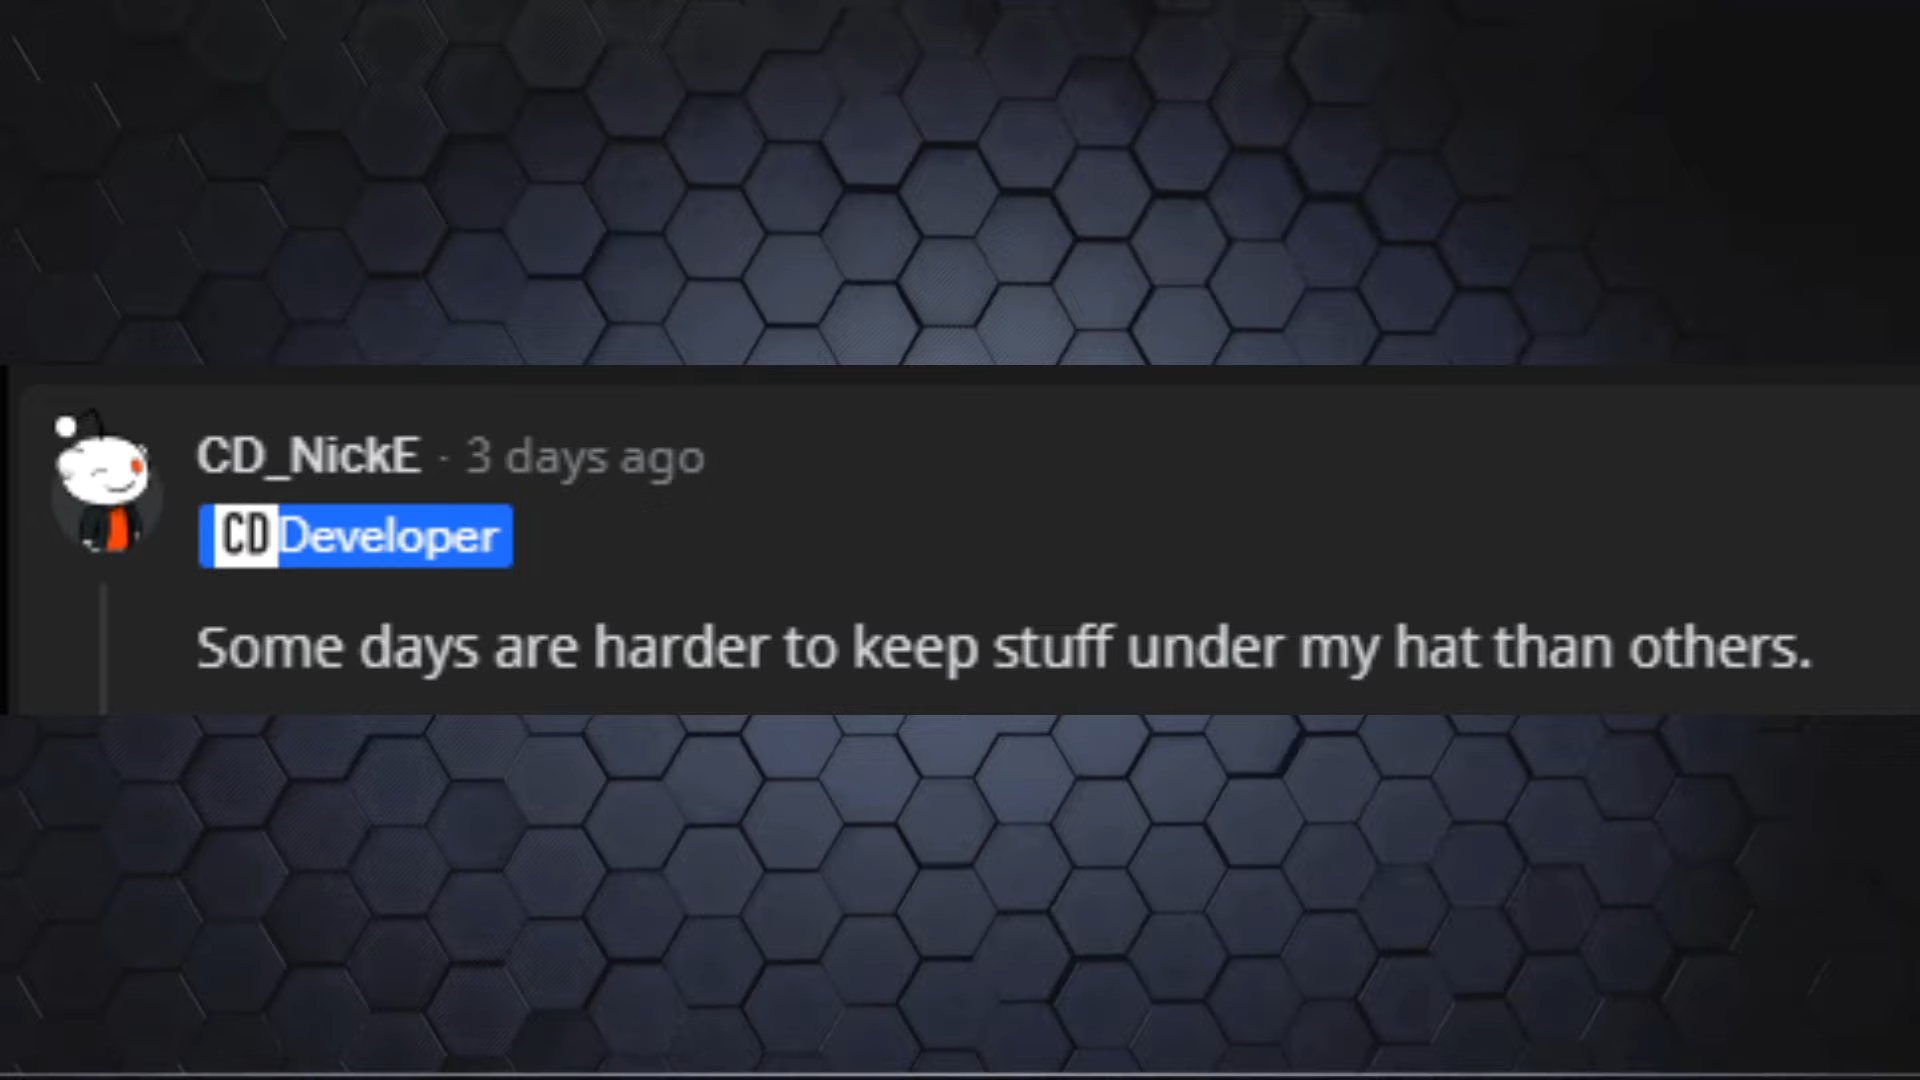 CD_NickE · 3 days ago
CD Developer
Some days are harder to keep stuff under my hat than others.